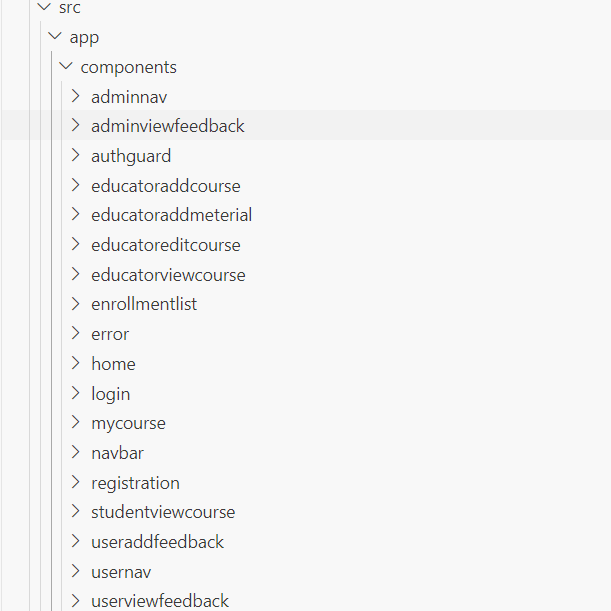 src
app
components
adminnav
adminviewfeedback
authguard
educatoraddcourse
educatoraddmeterial
educatoreditcourse
educatorviewcourse
enrollmentlist
error
home
login
mycourse
navbar
registration
studentviewcourse
useraddfeedback
usernav
userviewfeedback